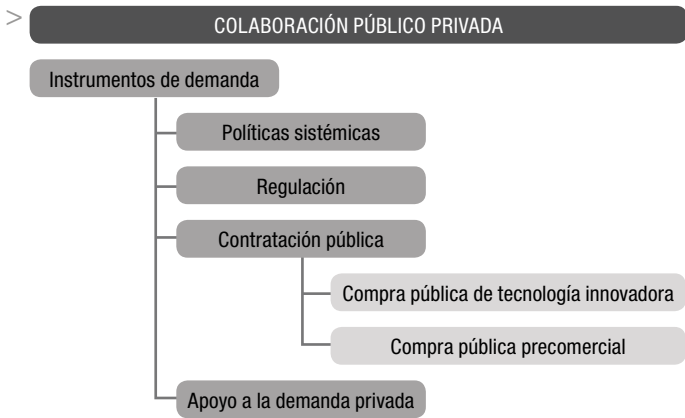 >
COLABORACIÓN PÚBLICO PRIVADA
Instrumentos de demanda
Políticas sistémicas
Regulación
Contratación pública
Compra pública de tecnología innovadora
Compra pública precomercial
Apoyo a la demanda privada